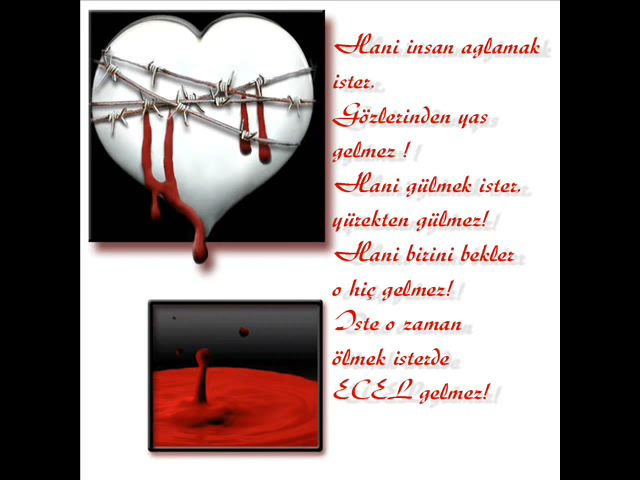 Hani insan aglamak
ister.
Gözlerinden yas
gelmez !
Hani gülmek ister.
yürekten gülmez!
Hani birini bekler
o hiç gelmez!
Iste o zaman
ölmek isterde
ECEL gelmez!